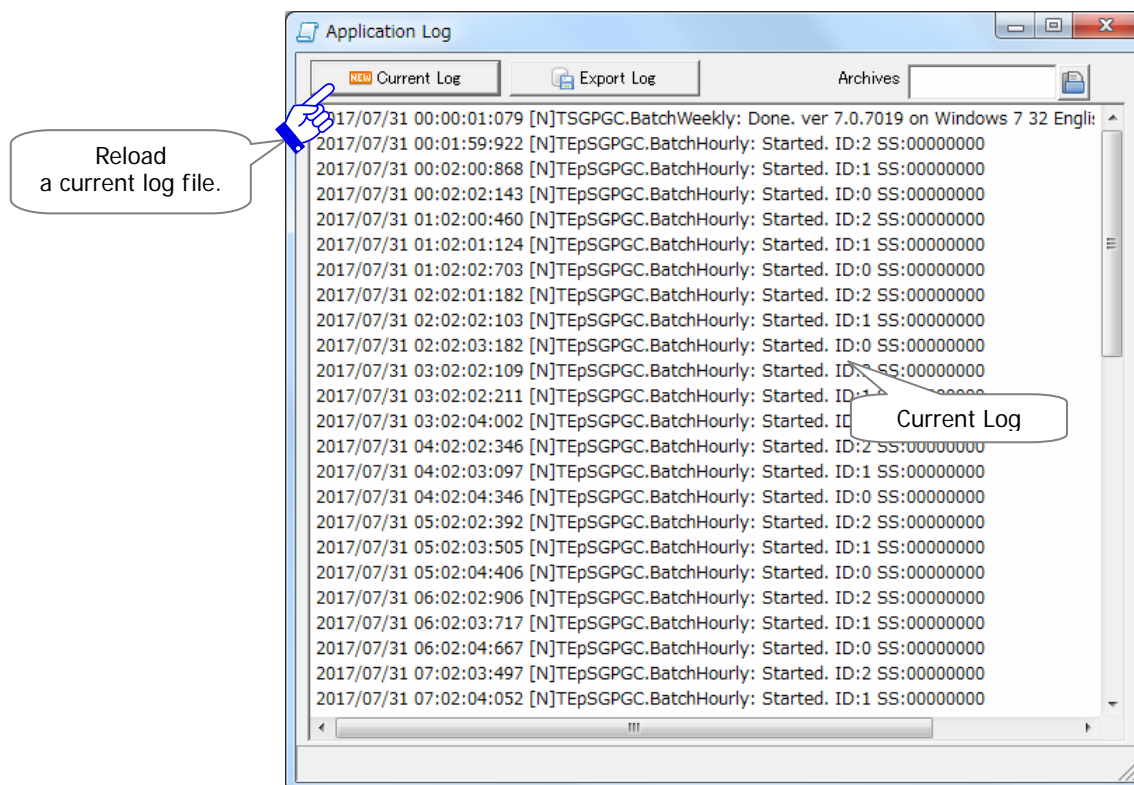 Application Log
NEW Current Log
Export Log
Archives
Reload
a current log file.
17/07/31 00:00:01:079 [N]TSGPGC.BatchWeekly: Done. ver 7.0.7019 on Windows 7 32 Englis
2017/07/31 00:01:59:922 [N]TEpSGPGC.BatchHourly: Started. ID:2 SS:00000000
2017/07/31 00:02:00:868 [N]TEpSGPGC.BatchHourly: Started. ID:1 SS:00000000
2017/07/31 00:02:02:143 [N]TEpSGPGC.BatchHourly: Started. ID:0 SS:00000000
2017/07/31 01:02:00:460 [N]TEpSGPGC.BatchHourly: Started. ID:2 SS:00000000
2017/07/31 01:02:01:124 [N]TEpSGPGC.BatchHourly: Started. ID:1 SS:00000000
2017/07/31 01:02:02:703 [N]TEpSGPGC.BatchHourly: Started. ID:0 SS:00000000
2017/07/31 02:02:01:182 [N]TEpSGPGC.BatchHourly: Started. ID:2 SS:00000000
2017/07/31 02:02:02:103 [N]TEpSGPGC.BatchHourly: Started. ID:1 SS:00000000
2017/07/31 02:02:03:182 [N]TEpSGPGC.BatchHourly: Started. ID:0 SS:00000000
2017/07/31 03:02:02:109 [N]TEpSGPGC.BatchHourly: Started. SS:00000000
2017/07/31 03:02:02:211 [N]TEpSGPGC.BatchHourly: Started.
2017/07/31 03:02:04:002 [N]TEpSGPGC.BatchHourly: Started.
Current Log
2017/07/31 04:02:02:346 [N]TEpSGPGC.BatchHourly: Started. ID:2 SS:00000000
2017/07/31 04:02:03:097 [N]TEpSGPGC.BatchHourly: Started. ID:1 SS:00000000
2017/07/31 04:02:04:346 [N]TEpSGPGC.BatchHourly: Started. ID:0 SS:00000000
2017/07/31 05:02:02:392 [N]TEpSGPGC.BatchHourly: Started. ID:2 SS:00000000
2017/07/31 05:02:03:505 [N]TEpSGPGC.BatchHourly: Started. ID:1 SS:00000000
2017/07/31 05:02:04:406 [N]TEpSGPGC.BatchHourly: Started. ID:0 SS:00000000
2017/07/31 06:02:02:906 [N]TEpSGPGC.BatchHourly: Started. ID:2 SS:00000000
2017/07/31 06:02:03:717 [N]TEpSGPGC.BatchHourly: Started. ID:1 SS:00000000
2017/07/31 06:02:04:667 [N]TEpSGPGC.BatchHourly: Started. ID:0 SS:00000000
2017/07/31 07:02:03:497 [N]TEpSGPGC.BatchHourly: Started. ID:2 SS:00000000
2017/07/31 07:02:04:052 [N]TEpSGPGC.BatchHourly: Started. ID:1 SS:00000000